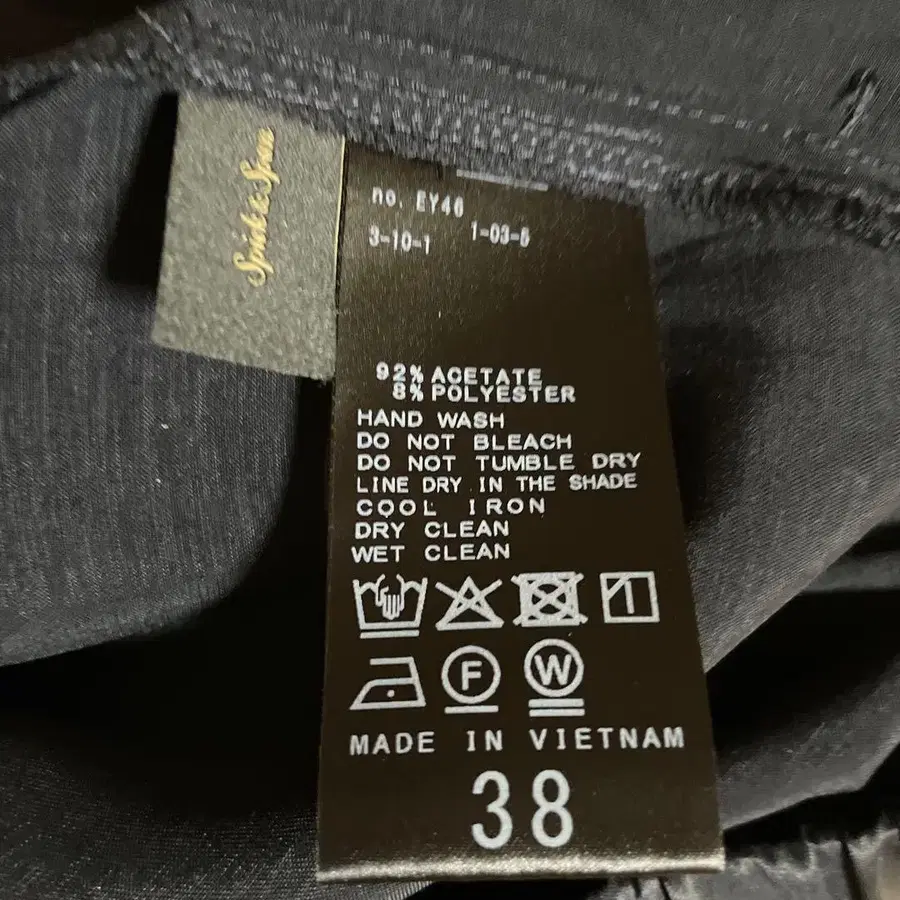 Spick & Span
no. EY46
3-10-1 1-03-8
92% ACETATE
8% POLYESTER
HAND WASH
DO NOT BLEACH
DO NOT TUMBLE DRY
LINE DRY IN THE SHADE
COOL IRON
DRY CLEAN
WET CLEAN
F W
MADE IN VIETNAM
38